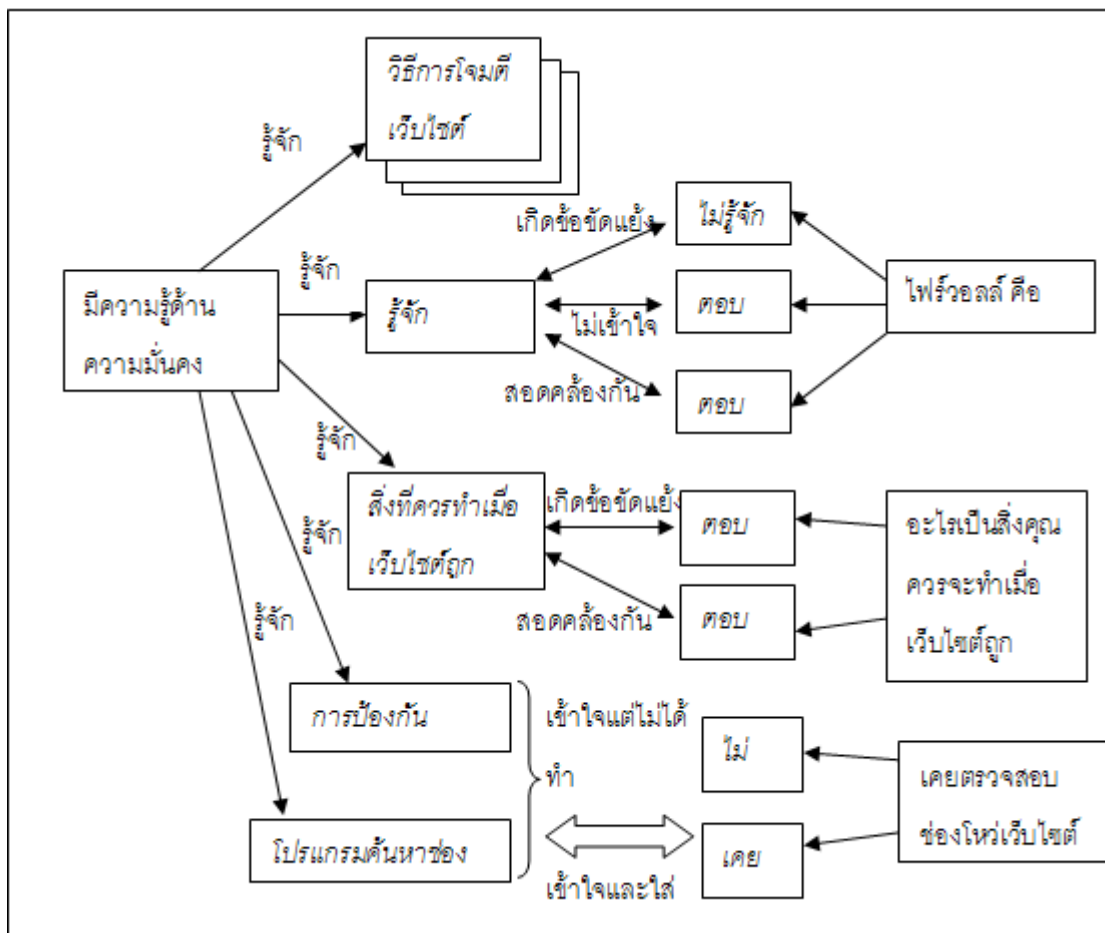 วิธีการโจมตี
เว็บไซต์
รู้จัก
เกิดข้อขัดแย้ง
ไม่รู้จัก
รู้จัก
มีความรู้ด้าน
ความมั่นคง
รู้จัก
ไม่เข้าใจ
ตอบ
ไฟร์วอลล์ คือ
สอดคล้องกัน
ตอบ
รู้จัก
สิ่งที่ควรทำเมื่อ
เว็บไซต์ถูก
เกิดข้อขัดแย้ง
ตอบ
อะไรเป็นสิ่งคุณ
ควรจะทำเมื่อ
เว็บไซต์ถูก
รู้จัก
สอดคล้องกัน
ตอบ
รู้จัก
การป้องกัน
เข้าใจแต่ไม่ได้
ทำ
ไม่
เคยตรวจสอบ
ช่องโหว่เว็บไซต์
โปรแกรมค้นหาช่อง
เข้าใจและใส่
เคย